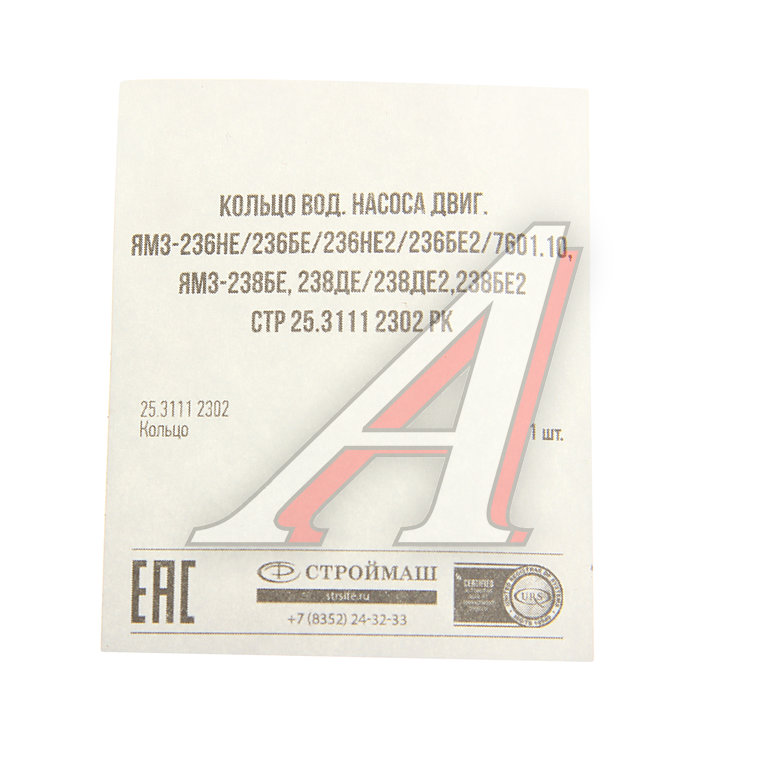 КОЛЬЦО ВОД. НАСОСА ДВИГ.
ЯМЗ-236НЕ/236БЕ/236НЕ2/236БЕ2/7601.10,
ЯМЗ-238БЕ, 238ДЕ/238ДЕ2,238БЕ2
СТР 25.3111 2302 РК
25.3111 2302
Кольцо
1 шт.
ЕАС
СТРОЙМАШ
strsite.ru
+7 (8352) 24-32-33
CERTIFIED
URS